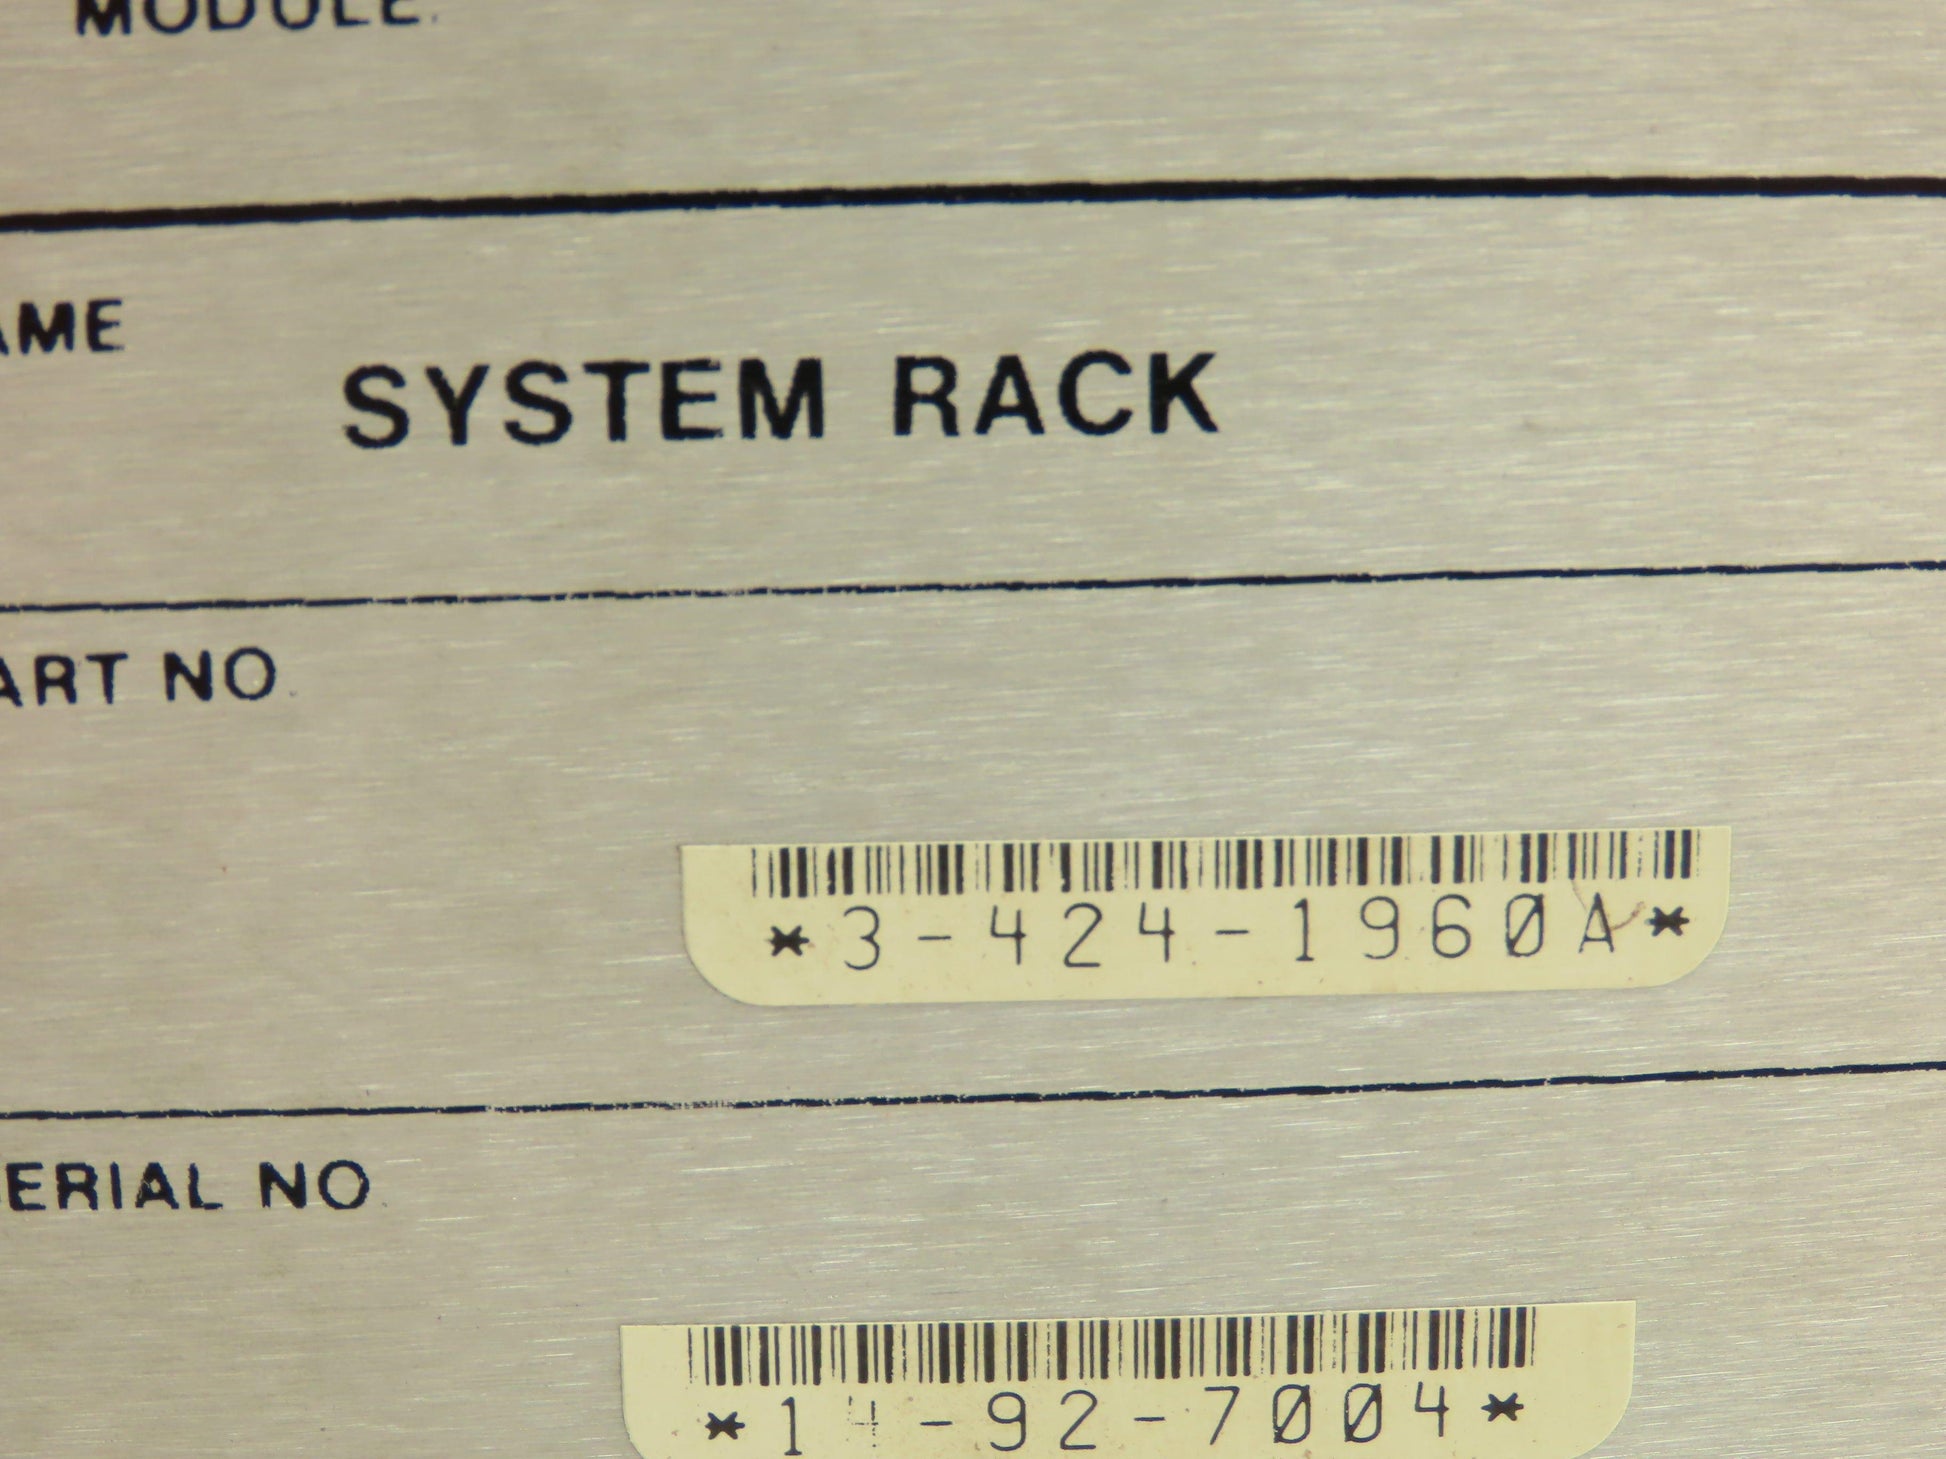 MODULE.
AME
SYSTEM RACK
ART NO.
*3-424-1960A*
ERIAL NO
*14-92-7004*